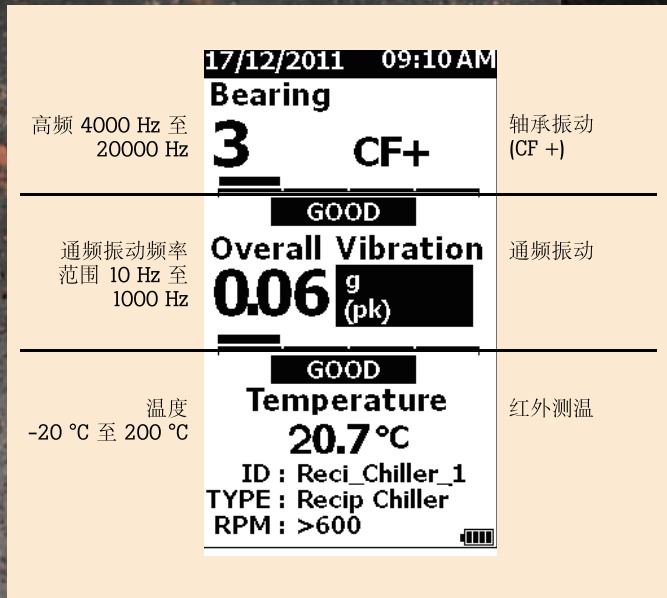 17/12/2011 09:10 AM
Bearing
高频 4000 Hz 至
20000 Hz
3 CF+
轴承振动
(CF +)
GOOD
通频振动频率
范围 10 Hz 至
1000 Hz
Overall Vibration
0.06 g
(pk)
通频振动
GOOD
温度
-20 °C 至 200 °C
Temperature
20.7 °C
红外测温
ID : Reci_Chiller_1
TYPE : Recip Chiller
RPM : >600